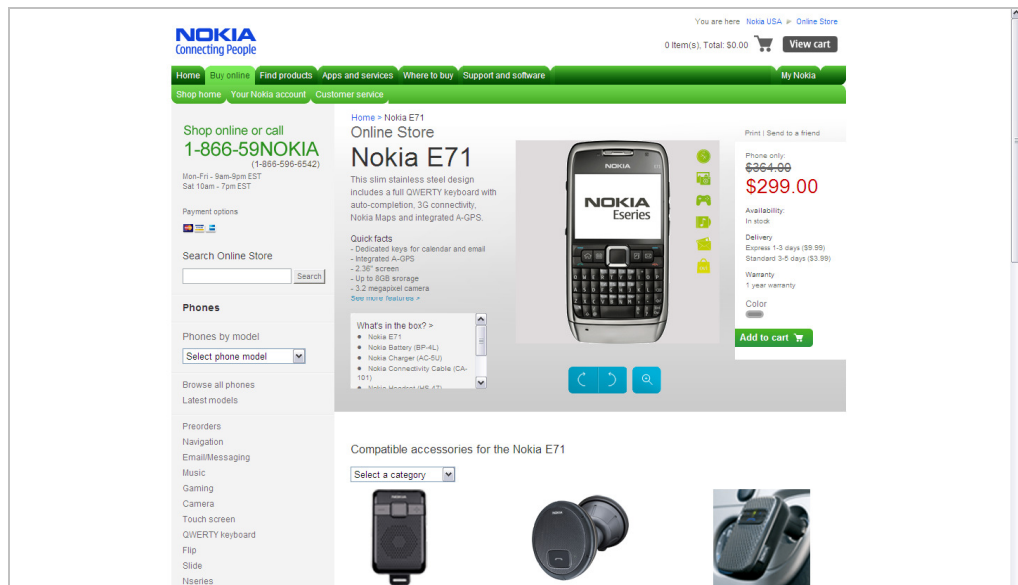 You are here Nokia USA Online Store
NOKIA
Connecting People
0 Item(s), Total: $0.00 View cart
Home Buy online Find products Apps and services Where to buy Support and software My Nokia
Shop home Your Nokia account Customer service
Home > Nokia E71
Online Store
Nokia E71
This slim stainless steel design
includes a full QWERTY keyboard with
auto-completion, 3G connectivity,
Nokia Maps and integrated A-GPS.
Quick facts
- Dedicated keys for calendar and email
- Integrated A-GPS
- 2.36" screen
- Up to 8GB srorage
- 3.2 megapixel camera
See more features >
What's in the box? >
Nokia E71
Nokia Battery (BP-4L)
Nokia Charger (AC-5U)
Nokia Connectivity Cable (CA-
101)
Nokia Headset (HS-47)
Shop online or call
1-866-59NOKIA
(1-866-596-6542)
Mon-Fri - 9am-9pm EST
Sat 10am - 7pm EST
Payment options
Search Online Store
Search
Phones
Phones by model
Select phone model
Browse all phones
Latest models
Preorders
Navigation
Email/Messaging
Music
Gaming
Camera
Touch screen
QWERTY keyboard
Flip
Slide
Nseries
NOKIA
NOKIA
Eseries
Print | Send to a friend
Phone only:
$364.00
$299.00
Availability:
In stock
Delivery
Express 1-3 days ($9.99)
Standard 3-5 days ($3.99)
Warranty
1 year warranty
Color
Add to cart
Compatible accessories for the Nokia E71
Select a category